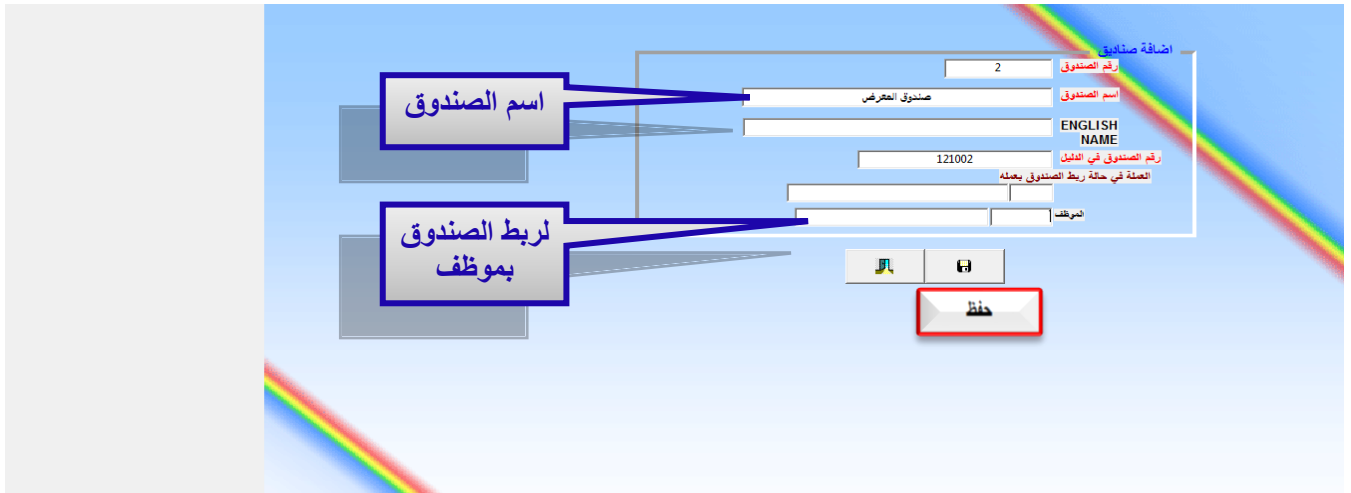 اضافة صناديق
رقم الصندوق 2
اسم الصندوق صندوق المعرض
ENGLISH
NAME
رقم الصندوق في الدليل 121002
العملة في حالة ربط الصندوق بعمله
الموظف
اسم الصندوق
لربط الصندوق
بموظف
حفظ